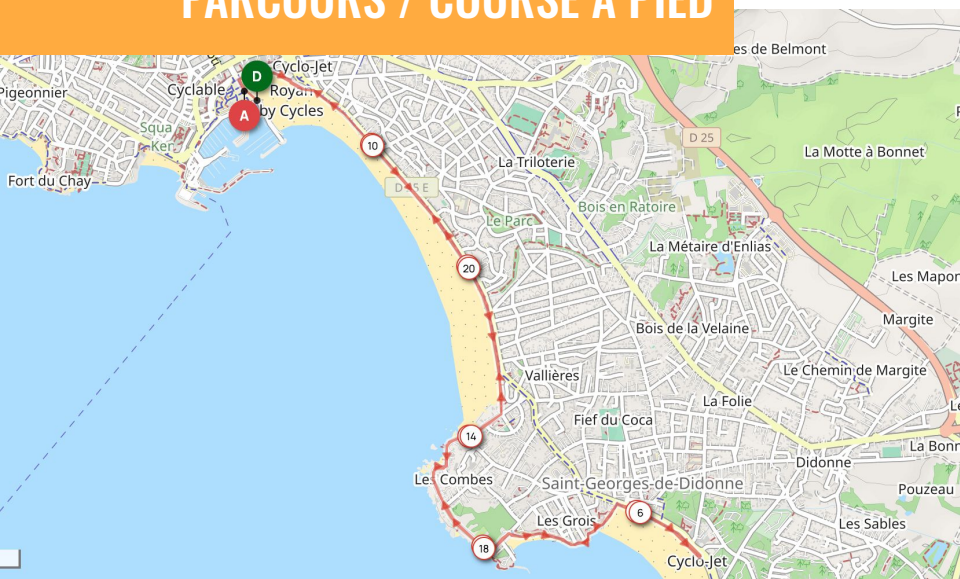 PARCOURS / COURSE À PIED
es de Belmont
Cyclo-Jet
D
Pigeonnier
Cyclable
Royan
by Cycles
A
Squa
Ker
D 25
10
La Motte à Bonnet
La Triloterie
Fort du Chay
D 45 E
Bois en Ratoire
Le Parc
La Métaire d'Enlias
20
Les Mapon
Margite
Bois de la Velaine
Vallières
Le Chemin de Margite
La Folie
Fief du Coca
14
La Bonn
Didonne
Les Combes
Saint-Georges-de-Didonne
Pouzeau
6
Les Grois
Les Sables
18
Cyclo-Jet